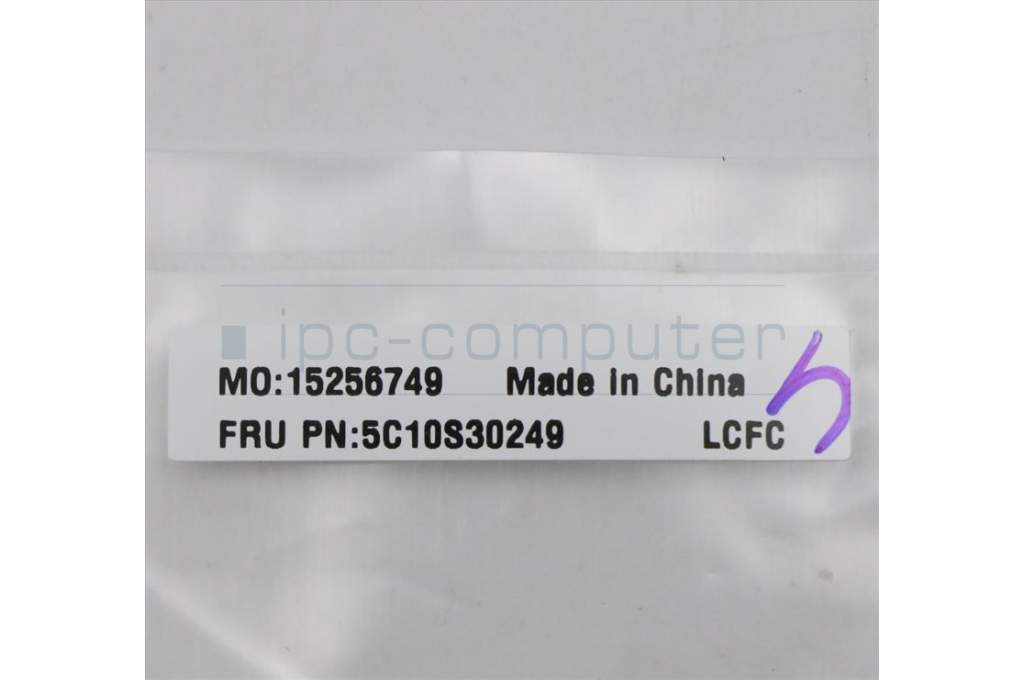 ipc-computer
MO:15256749 Made in China
FRU PN:5C10S30249 LCFC